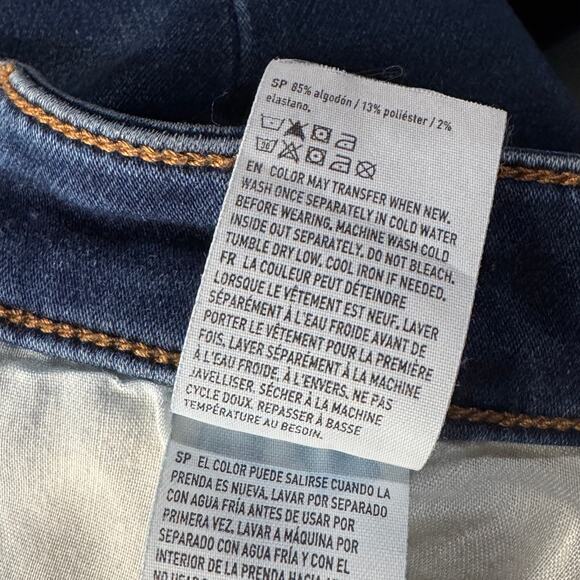 SP 85% algodón / 13% poliéster / 2%
elastano.
EN COLOR MAY TRANSFER WHEN NEW.
WASH ONCE SEPARATELY IN COLD WATER
BEFORE WEARING. MACHINE WASH COLD
INSIDE OUT SEPARATELY. DO NOT BLEACH.
TUMBLE DRY LOW. COOL IRON IF NEEDED.
FR LA COULEUR PEUT DÉTEINDRE
LORSQUE LE VÊTEMENT EST NEUF. LAVER
SÉPARÉMENT À L'EAU FROIDE AVANT DE
PORTER LE VÊTEMENT POUR LA PREMIÈRE
FOIS. LAVER SÉPARÉMENT À LA MACHINE
À L'EAU FROIDE, À L'ENVERS. NE PAS
JAVELLISER. SÉCHER À LA MACHINE
CYCLE DOUX. REPASSER À BASSE
TEMPÉRATURE AU BESOIN.
SP EL COLOR PUEDE SALIRSE CUANDO LA
PRENDA ES NUEVA. LAVAR POR SEPARADO
CON AGUA FRÍA ANTES DE USAR POR
PRIMERA VEZ. LAVAR A MÁQUINA POR
SEPARADO CON AGUA FRÍA Y CON EL
INTERIOR DE LA PRENDA HACIA